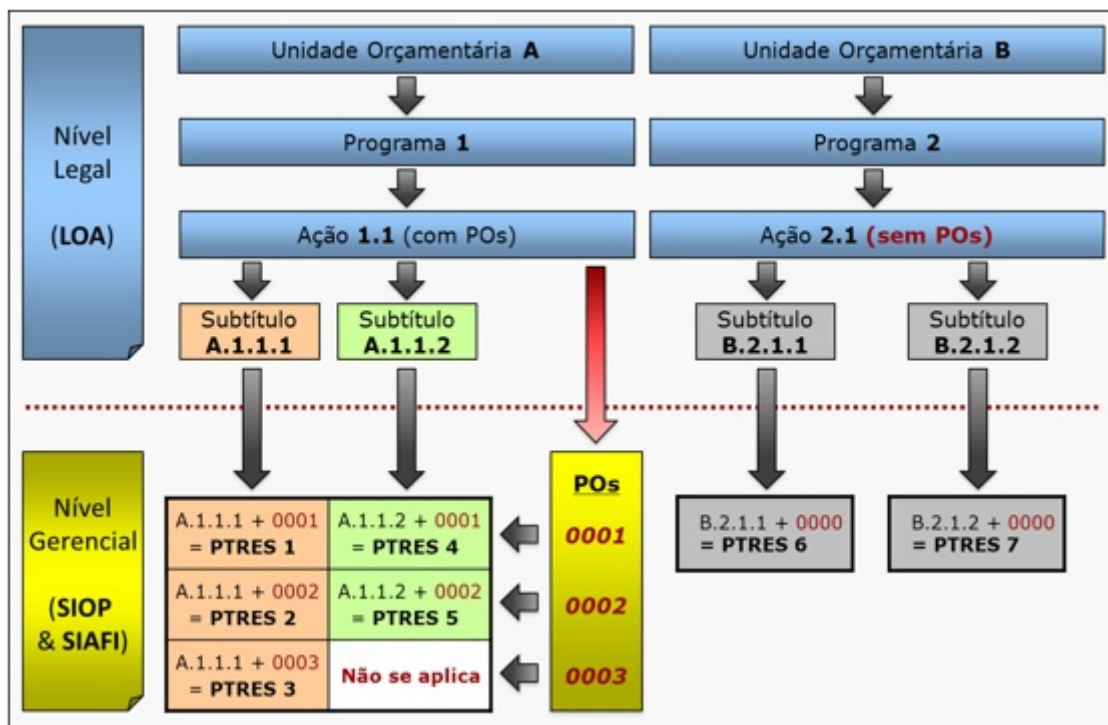 Nível
Legal
(LOA)
Unidade Orçamentária A
Unidade Orçamentária B
Programa 1
Programa 2
Ação 1.1 (com POs)
Ação 2.1 (sem POs)
Subtítulo
A.1.1.1
Subtítulo
A.1.1.2
Subtítulo
B.2.1.1
Subtítulo
B.2.1.2
Nível
Gerencial
(SIOP
& SIAFI)
A.1.1.1 + 0001
= PTRES 1
A.1.1.2 + 0001
= PTRES 4
A.1.1.1 + 0002
= PTRES 2
A.1.1.2 + 0002
= PTRES 5
A.1.1.1 + 0003
= PTRES 3
Não se aplica
POs
0001
0002
0003
B.2.1.1 + 0000
= PTRES 6
B.2.1.2 + 0000
= PTRES 7